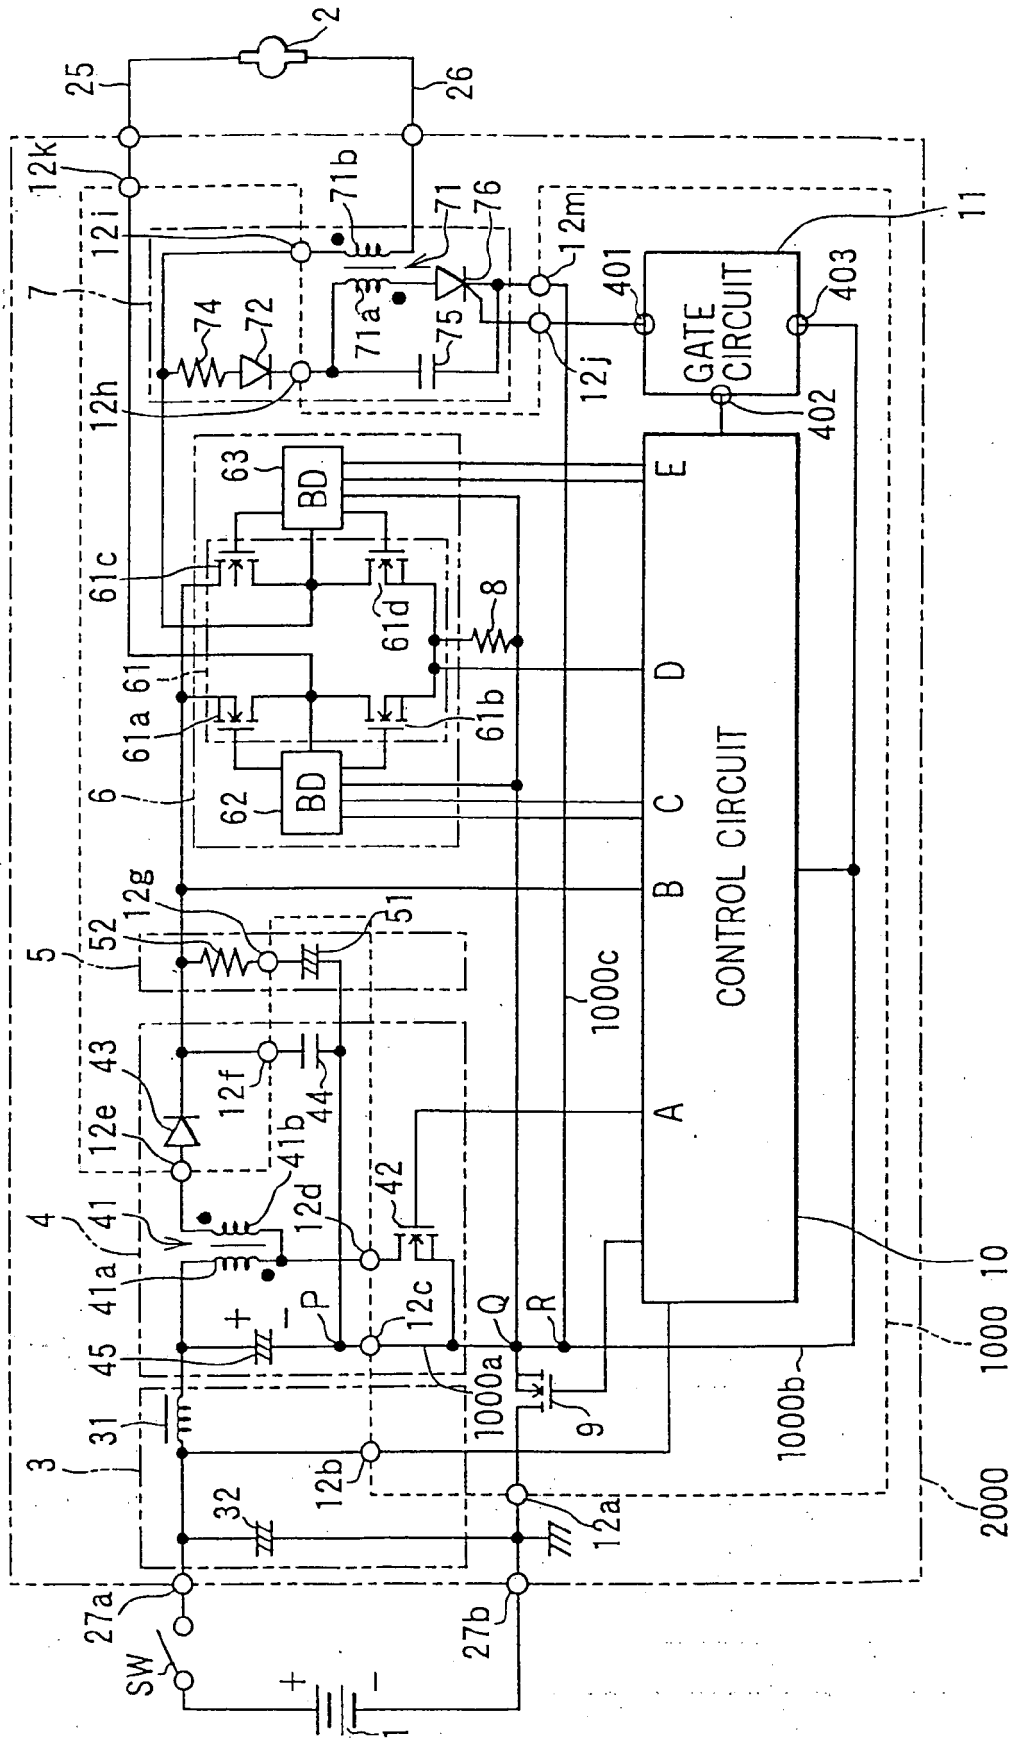 2
25
26
12k
12i
7
74
72
71b
71
76
71a
75
12h
12m
12j
401
11
GATE
CIRCUIT
402
403
61c
63
BD
61d
8
61
61a
61b
6
62
BD
E
D
C
B
A
CONTROL CIRCUIT
5
52
12g
51
1000c
43
12e
12f
44
4
41
41b
41a
12d
42
45
+
-
P
12c
1000a
Q
R
9
3
31
32
12b
12a
1000b
10
1000
2000
27a
27b
SW
+
-
1